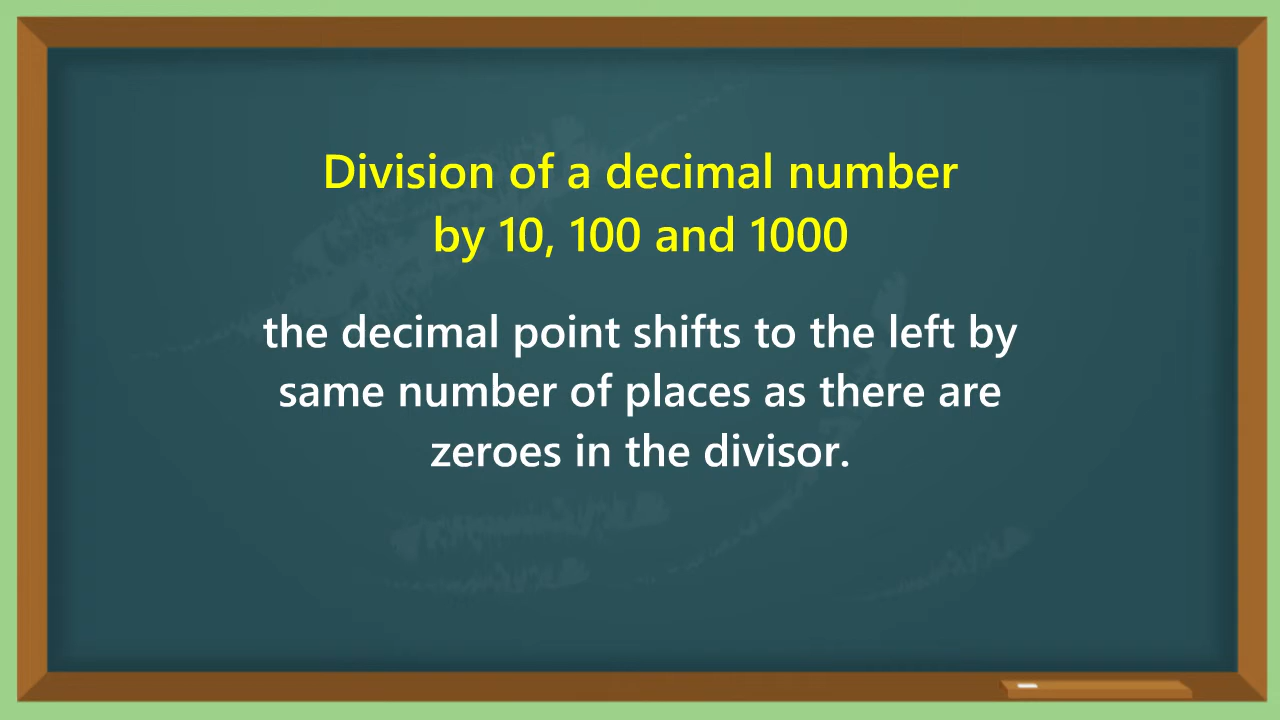 Division of a decimal number
by 10, 100 and 1000
the decimal point shifts to the left by
same number of places as there are
zeroes in the divisor.